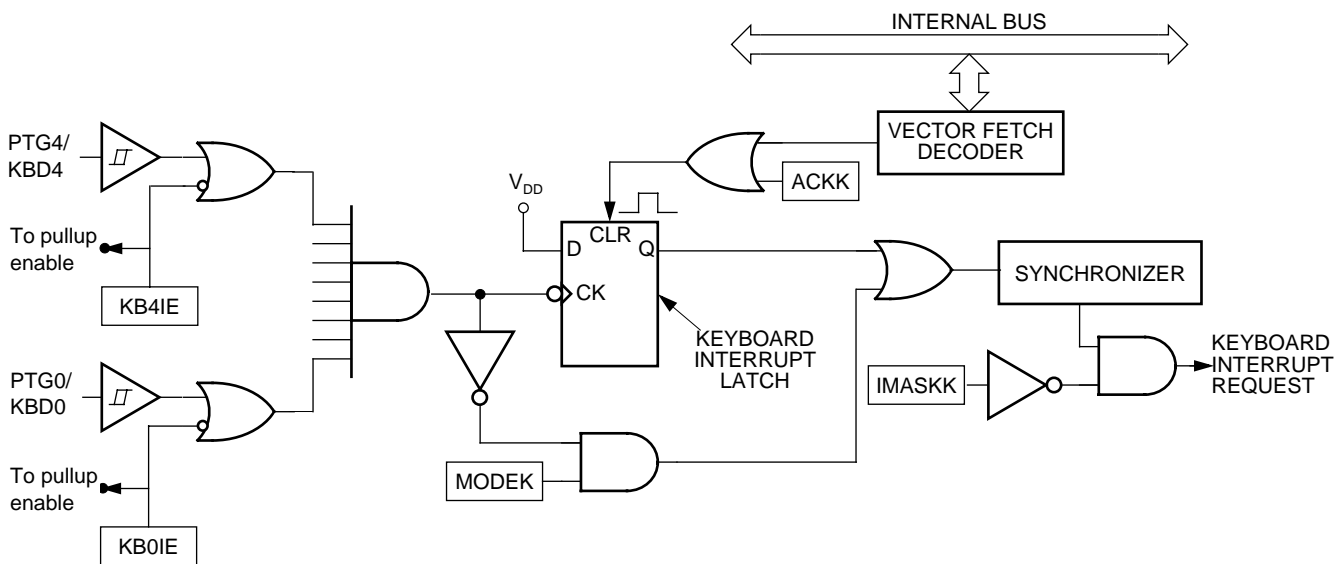 INTERNAL BUS
VECTOR FETCH
DECODER
ACKK
PTG4/
KBD4
To pullup
enable
KB4IE
VDD
D
CLR
Q
CK
KEYBOARD
INTERRUPT
LATCH
SYNCHRONIZER
IMASKK
KEYBOARD
INTERRUPT
REQUEST
PTG0/
KBD0
To pullup
enable
KB0IE
MODEK